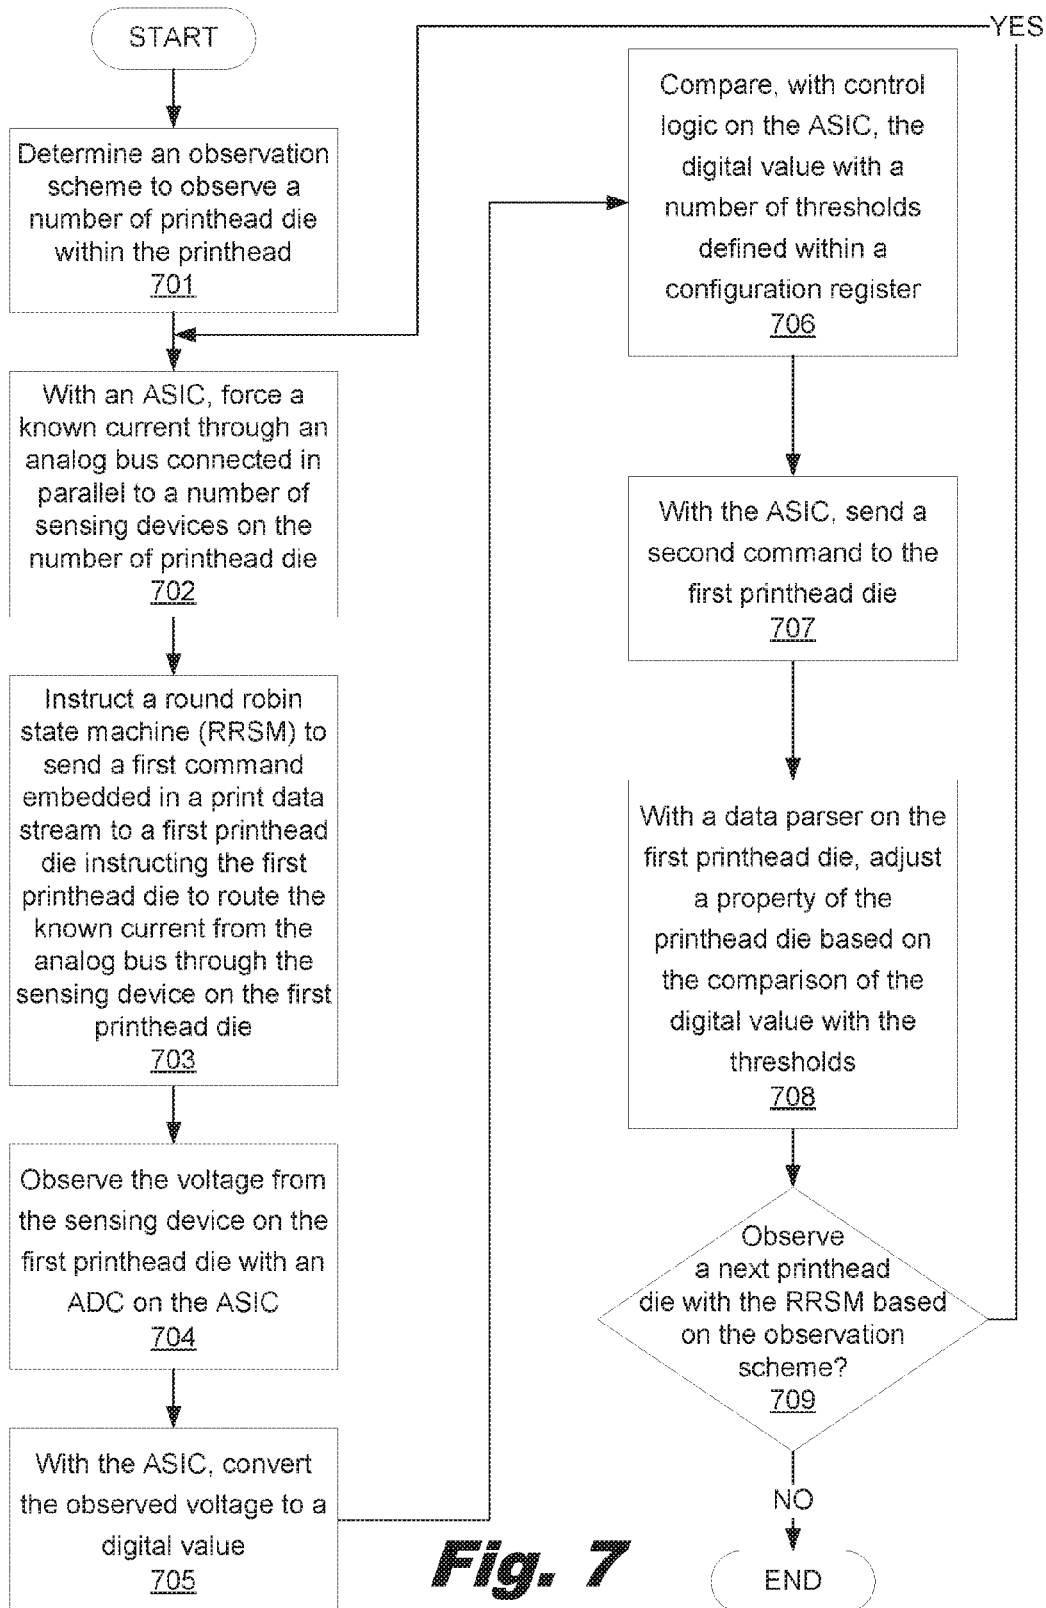 START
Determine an observation
scheme to observe a
number of printhead die
within the printhead
701
With an ASIC, force a
known current through an
analog bus connected in
parallel to a number of
sensing devices on the
number of printhead die
702
Instruct a round robin
state machine (RRSM) to
send a first command
embedded in a print data
stream to a first printhead
die instructing the first
printhead die to route the
known current from the
analog bus through the
sensing device on the first
printhead die
703
Observe the voltage from
the sensing device on the
first printhead die with an
ADC on the ASIC
704
With the ASIC, convert
the observed voltage to a
digital value
705
YES
Compare, with control
logic on the ASIC, the
digital value with a
number of thresholds
defined within a
configuration register
706
With the ASIC, send a
second command to the
first printhead die
707
With a data parser on the
first printhead die, adjust
a property of the
printhead die based on
the comparison of the
digital value with the
thresholds
708
Observe
a next printhead
die with the RRSM based
on the observation
scheme?
709
NO
END
Fig. 7